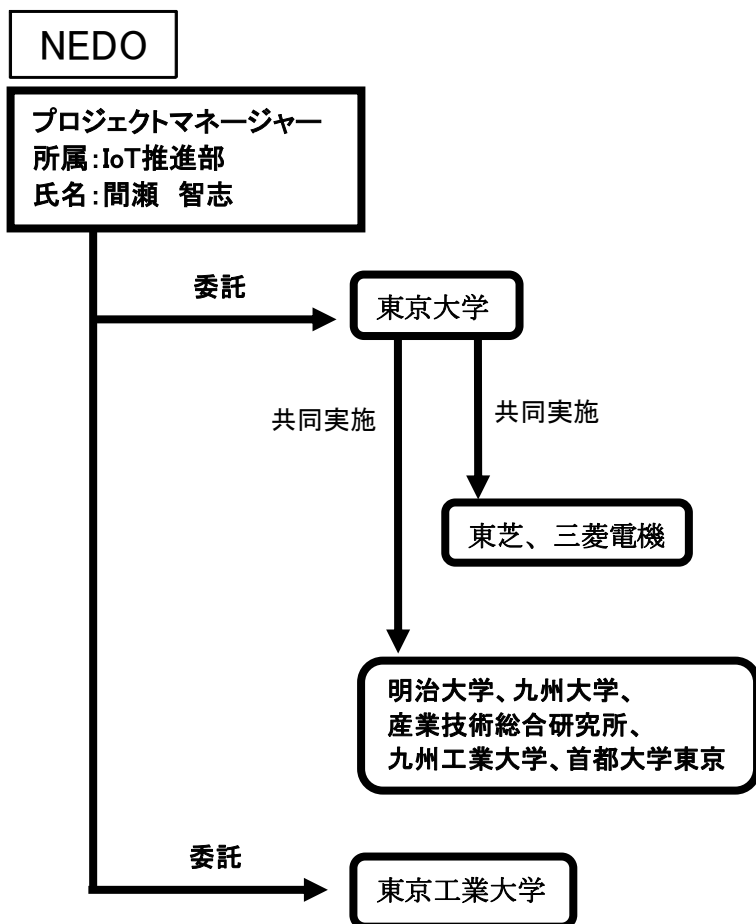 NEDO
プロジェクトマネージャー
所属:IoT推進部
氏名:間瀬　智志
委託
東京大学
共同実施
共同実施
東芝、三菱電機
明治大学、九州大学、
産業技術総合研究所、
九州工業大学、首都大学東京
委託
東京工業大学